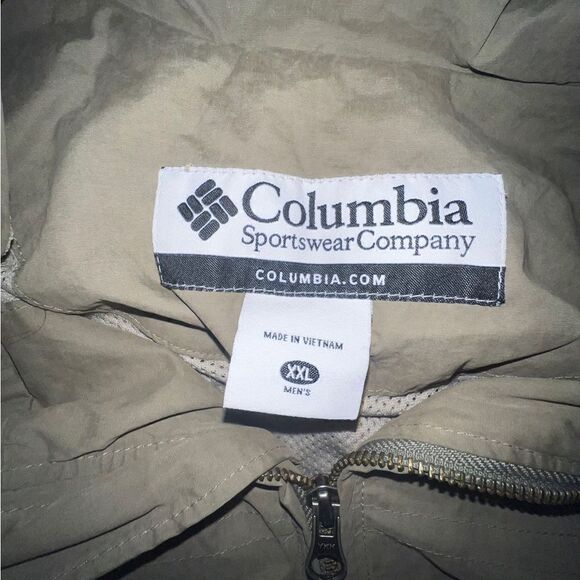 Columbia
Sportswear Company
COLUMBIA.COM
MADE IN VIETNAM
XXL
MEN'S